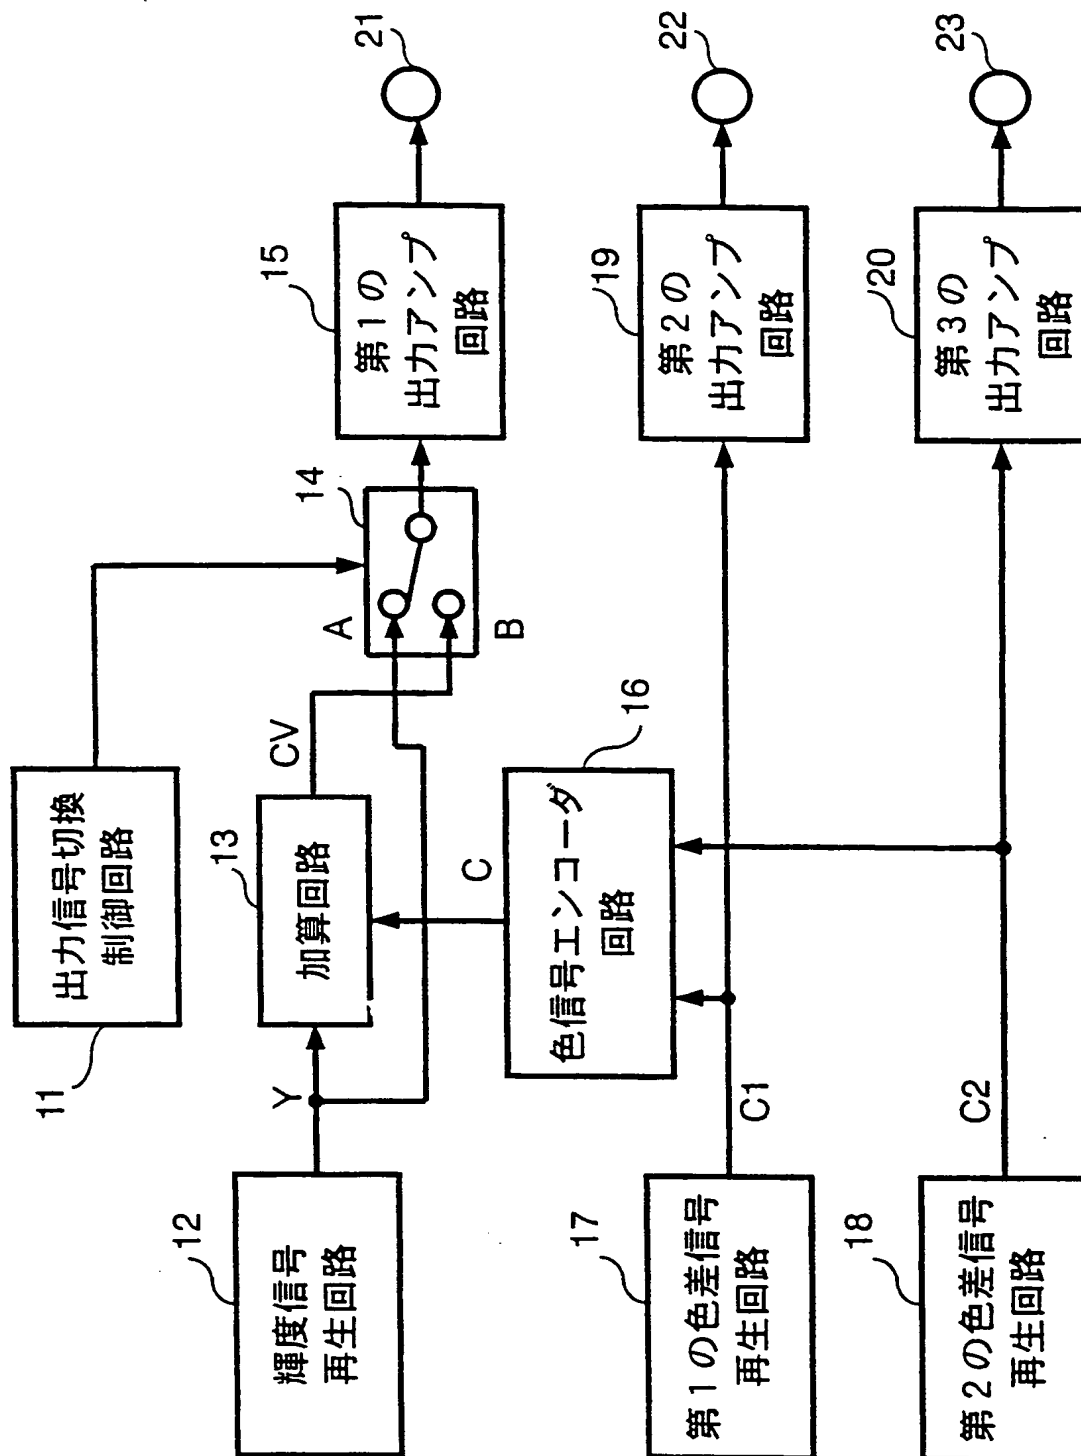 出力信号切換
制御回路
11
輝度信号
再生回路
12
Y
加算回路
13
CV
A
B
14
第1の
出力アンプ
回路
15
21
色信号エンコーダ
回路
16
C
第1の色差信号
再生回路
17
C1
第2の
出力アンプ
回路
19
22
第2の色差信号
再生回路
18
C2
第3の
出力アンプ
回路
20
23